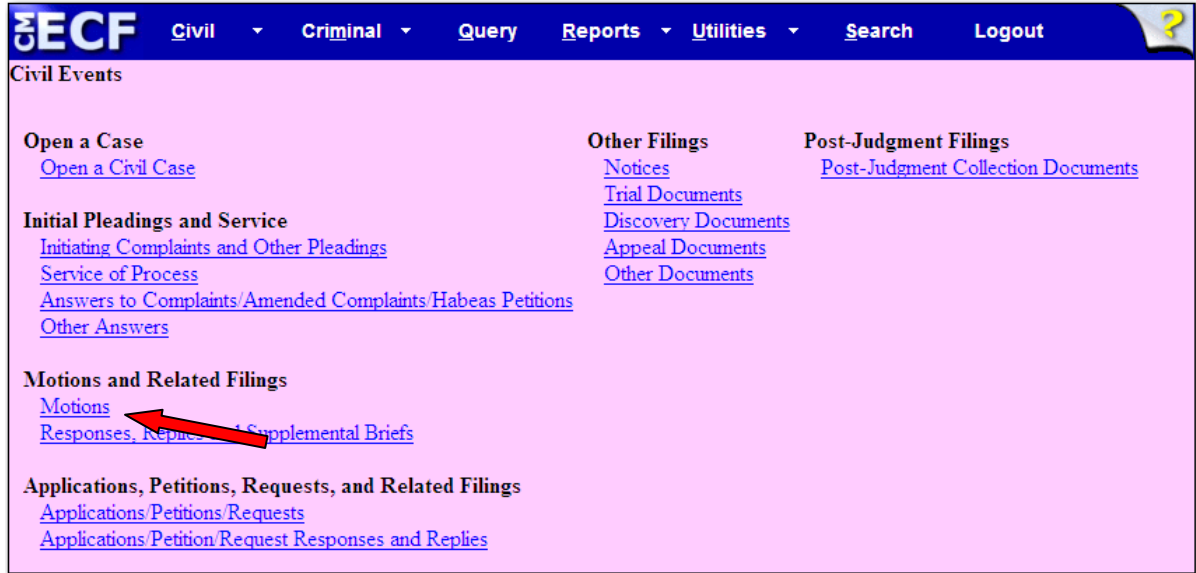 CM ECF Civil Criminal Query Reports Utilities Search Logout ?
Civil Events
Open a Case
Open a Civil Case
Initial Pleadings and Service
Initiating Complaints and Other Pleadings
Service of Process
Answers to Complaints/Amended Complaints/Habeas Petitions
Other Answers
Motions and Related Filings
Motions
Responses, Replies and Supplemental Briefs
Applications, Petitions, Requests, and Related Filings
Applications/Petitions/Requests
Applications/Petition/Request Responses and Replies
Other Filings
Notices
Trial Documents
Discovery Documents
Appeal Documents
Other Documents
Post-Judgment Filings
Post-Judgment Collection Documents